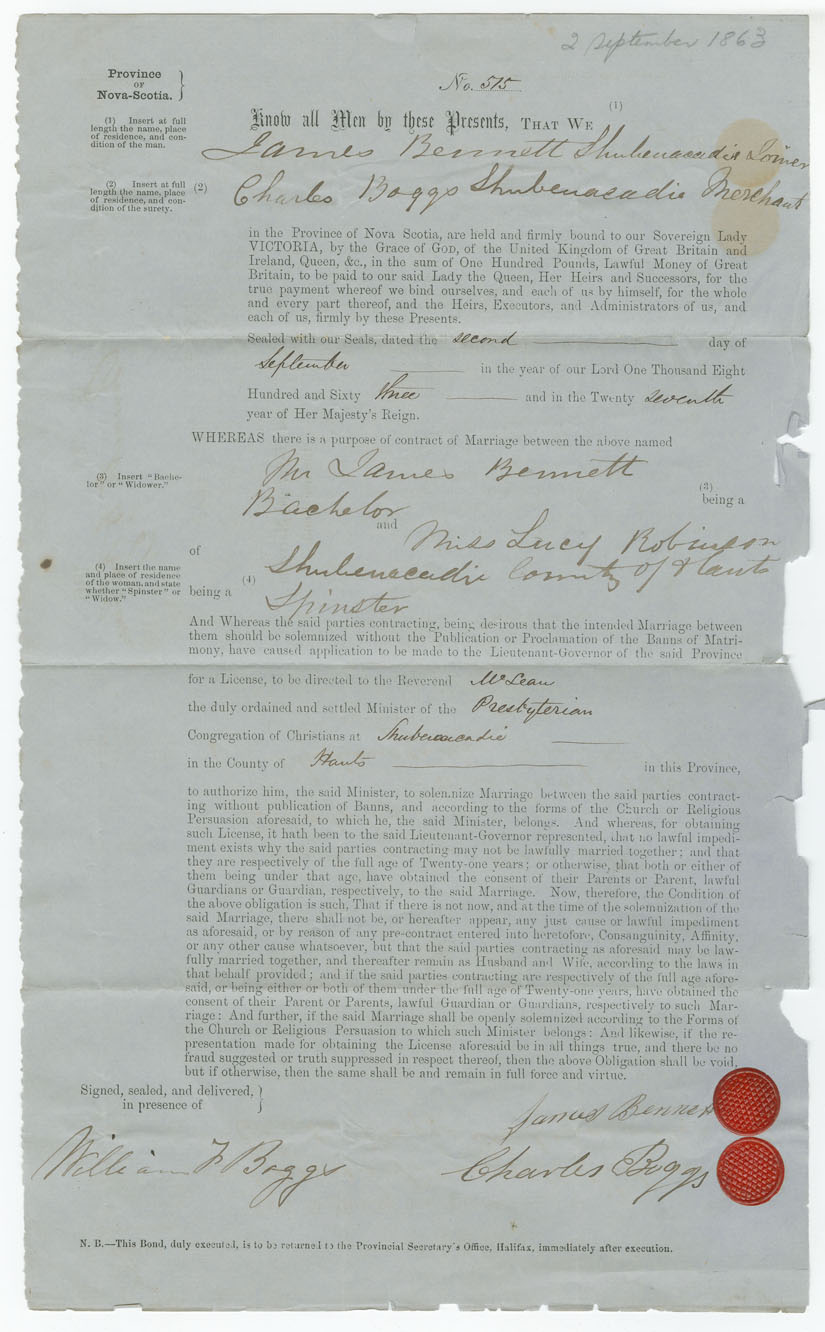 2 September 1863
Province
OF
Nova-Scotia.
No. 515
(1)
Know all Men by these Presents, THAT WE
(1) Insert at full
length the name, place
of residence, and con-
dition of the man.
James Bennett Shubenacadie Joiner
(2) Insert at full
length the name, place
of residence, and con-
dition of the surety.
(2) Charles Boggs Shubenacadie Merchant
in the Province of Nova Scotia, are held and firmly bound to our Sovereign Lady
VICTORIA, by the Grace of GOD, of the United Kingdom of Great Britain and
Ireland, Queen, &c., in the sum of One Hundred Pounds, Lawful Money of Great
Britain, to be paid to our said Lady the Queen, Her Heirs and Successors, for the
true payment whereof we bind ourselves, and each of us by himself, for the whole
and every part thereof, and the Heirs, Executors, and Administrators of us, and
each of us, firmly by these Presents.
Sealed with our Seals, dated the second day of
September in the year of our Lord One Thousand Eight
Hundred and Sixty three and in the Twenty seventh
year of Her Majesty's Reign.
WHEREAS there is a purpose of contract of Marriage between the above named
(3) Insert "Bache-
lor" or "Widower."
Mr James Bennett
(3)
being a
Bachelor
and Miss Lucy Robinson
of
(4) Insert the name
and place of residence
of the woman, and state
whether "Spinster" or
"Widow."
(4) Shubenacadie County of Hants
being a Spinster
And Whereas the said parties contracting, being desirous that the intended Marriage between
them should be solemnized without the Publication or Proclamation of the Banns of Matri-
mony, have caused application to be made to the Lieutenant-Governor of the said Province
for a License, to be directed to the Reverend McLean
the duly ordained and settled Minister of the Presbyterian
Congregation of Christians at Shubenacadie
in the County of Hants in this Province,
to authorize him, the said Minister, to solemnize Marriage between the said parties contract-
ing without publication of Banns, and according to the forms of the Church or Religious
Persuasion aforesaid, to which he, the said Minister, belongs. And whereas, for obtaining
such License, it hath been to the said Lieutenant-Governor represented, that no lawful impedi-
ment exists why the said parties contracting may not be lawfully married together; and that
they are respectively of the full age of Twenty-one years; or otherwise, that both or either of
them being under that age, have obtained the consent of their Parents or Parent, lawful
Guardians or Guardian, respectively, to the said Marriage. Now, therefore, the Condition of
the above obligation is such, That if there is not now, and at the time of the solemnization of the
said Marriage, there shall not be, or hereafter appear, any just cause or lawful impediment
as aforesaid, or by reason of any pre-contract entered into heretofore, Consanguinity, Affinity,
or any other cause whatsoever, but that the said parties contracting as aforesaid may be law-
fully married together, and thereafter remain as Husband and Wife, according to the laws in
that behalf provided; and if the said parties contracting are respectively of the full age afore-
said, or being either or both of them under the full age of Twenty-one years, have obtained the
consent of their Parent or Parents, lawful Guardian or Guardians, respectively to such Mar-
riage: And further, if the said Marriage shall be openly solemnized according to the Forms of
the Church or Religious Persuasion to which such Minister belongs: And likewise, if the re-
presentation made for obtaining the License aforesaid be in all things true, and there be no
fraud suggested or truth suppressed in respect thereof, then the above Obligation shall be void,
but if otherwise, then the same shall be and remain in full force and virtue.
Signed, sealed, and delivered,
in presence of
James Bennett
William F Boggs
Charles Boggs
N. B.—This Bond, duly executed, is to be returned to the Provincial Secretary's Office, Halifax, immediately after execution.